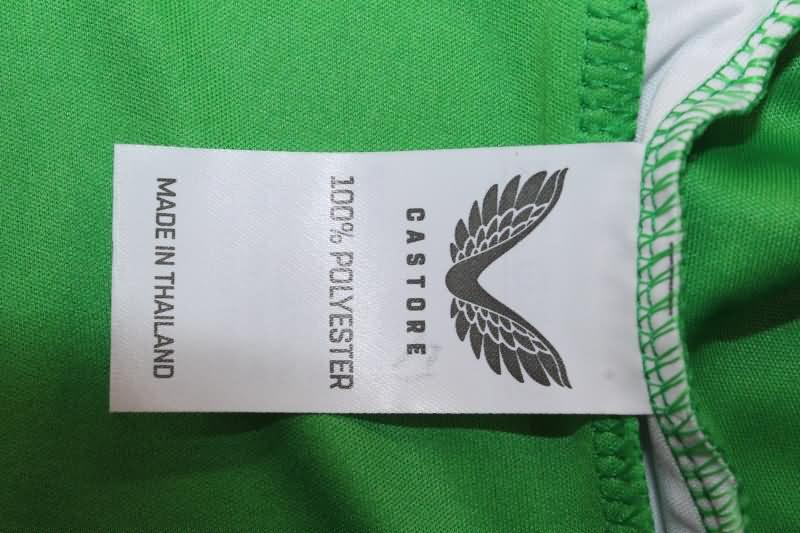 CASTORE
100% POLYESTER
MADE IN THAILAND